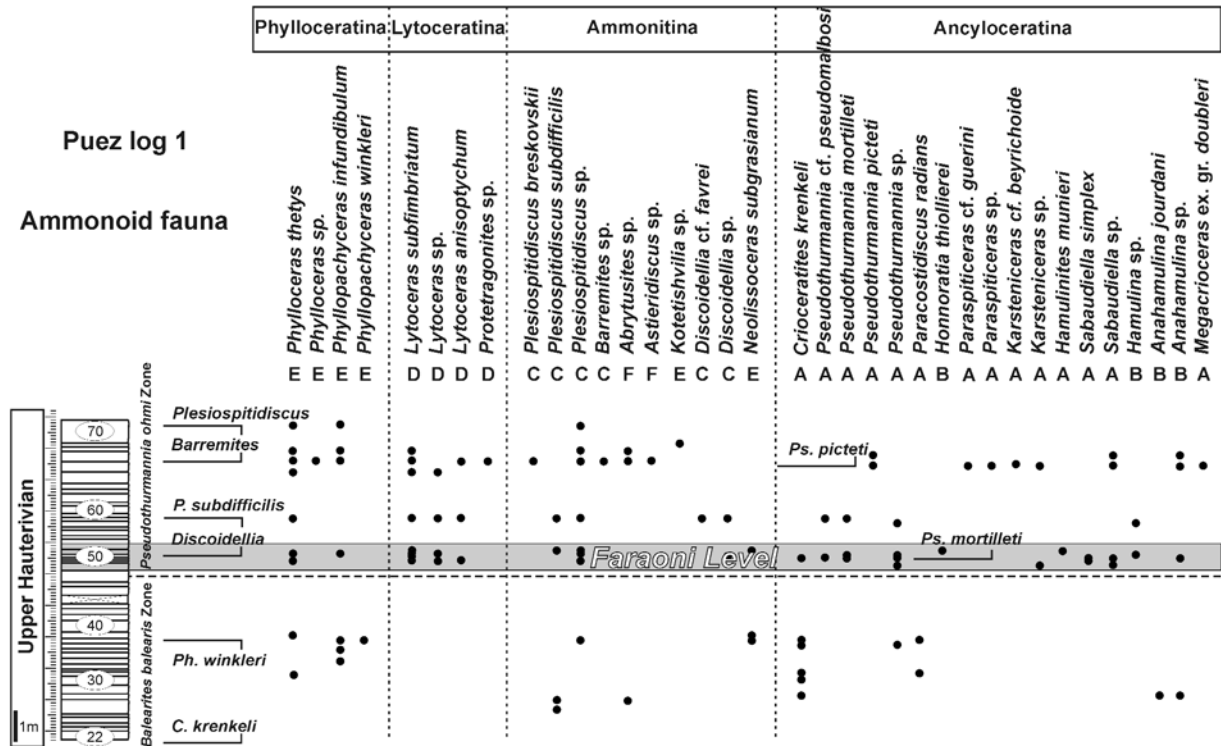 Phylloceratina Lytoceratina Ammonitina Ancyloceratina
Puez log 1
Ammonoid fauna
Phylloceras thetys
Phylloceras sp.
Phyllopachyceras infundibulum
Phyllopachyceras winkleri
Lytoceras subfimbriatum
Lytoceras sp.
Lytoceras anisoptychum
Protetragonites sp.
Plesiospitidiscus breskovskii
Plesiospitidiscus subdifficilis
Plesiospitidiscus sp.
Barremites sp.
Abrytusites sp.
Astieridiscus sp.
Kotetishvilia sp.
Discoidellia cf. favrei
Discoidellia sp.
Neolissoceras subgrasianum
Crioceratites krenkeli
Pseudothurmannia cf. pseudomalbosi
Pseudothurmannia mortilleti
Pseudothurmannia picteti
Pseudothurmannia sp.
Paracostidiscus radians
Honnoratia thiollierei
Paraspiticeras cf. guerini
Paraspiticeras sp.
Karsteniceras cf. beyrichoide
Karsteniceras sp.
Hamulinites munieri
Sabaudiella simplex
Sabaudiella sp.
Hamulina sp.
Anahamulina jourdani
Anahamulina sp.
Megacrioceras ex. gr. doubleri
E E E E D D D D C C C C F F E C C E A A A A A A B A A A A A A A B B B A
Upper Hauterivian
1m
70
60
50
40
30
22
Pseudothurmannia ohmi Zone
Balearites balearis Zone
Plesiospitidiscus
Barremites
Ps. picteti
P. subdifficilis
Discoidellia
Faraoni Level
Ps. mortilleti
Ph. winkleri
C. krenkeli